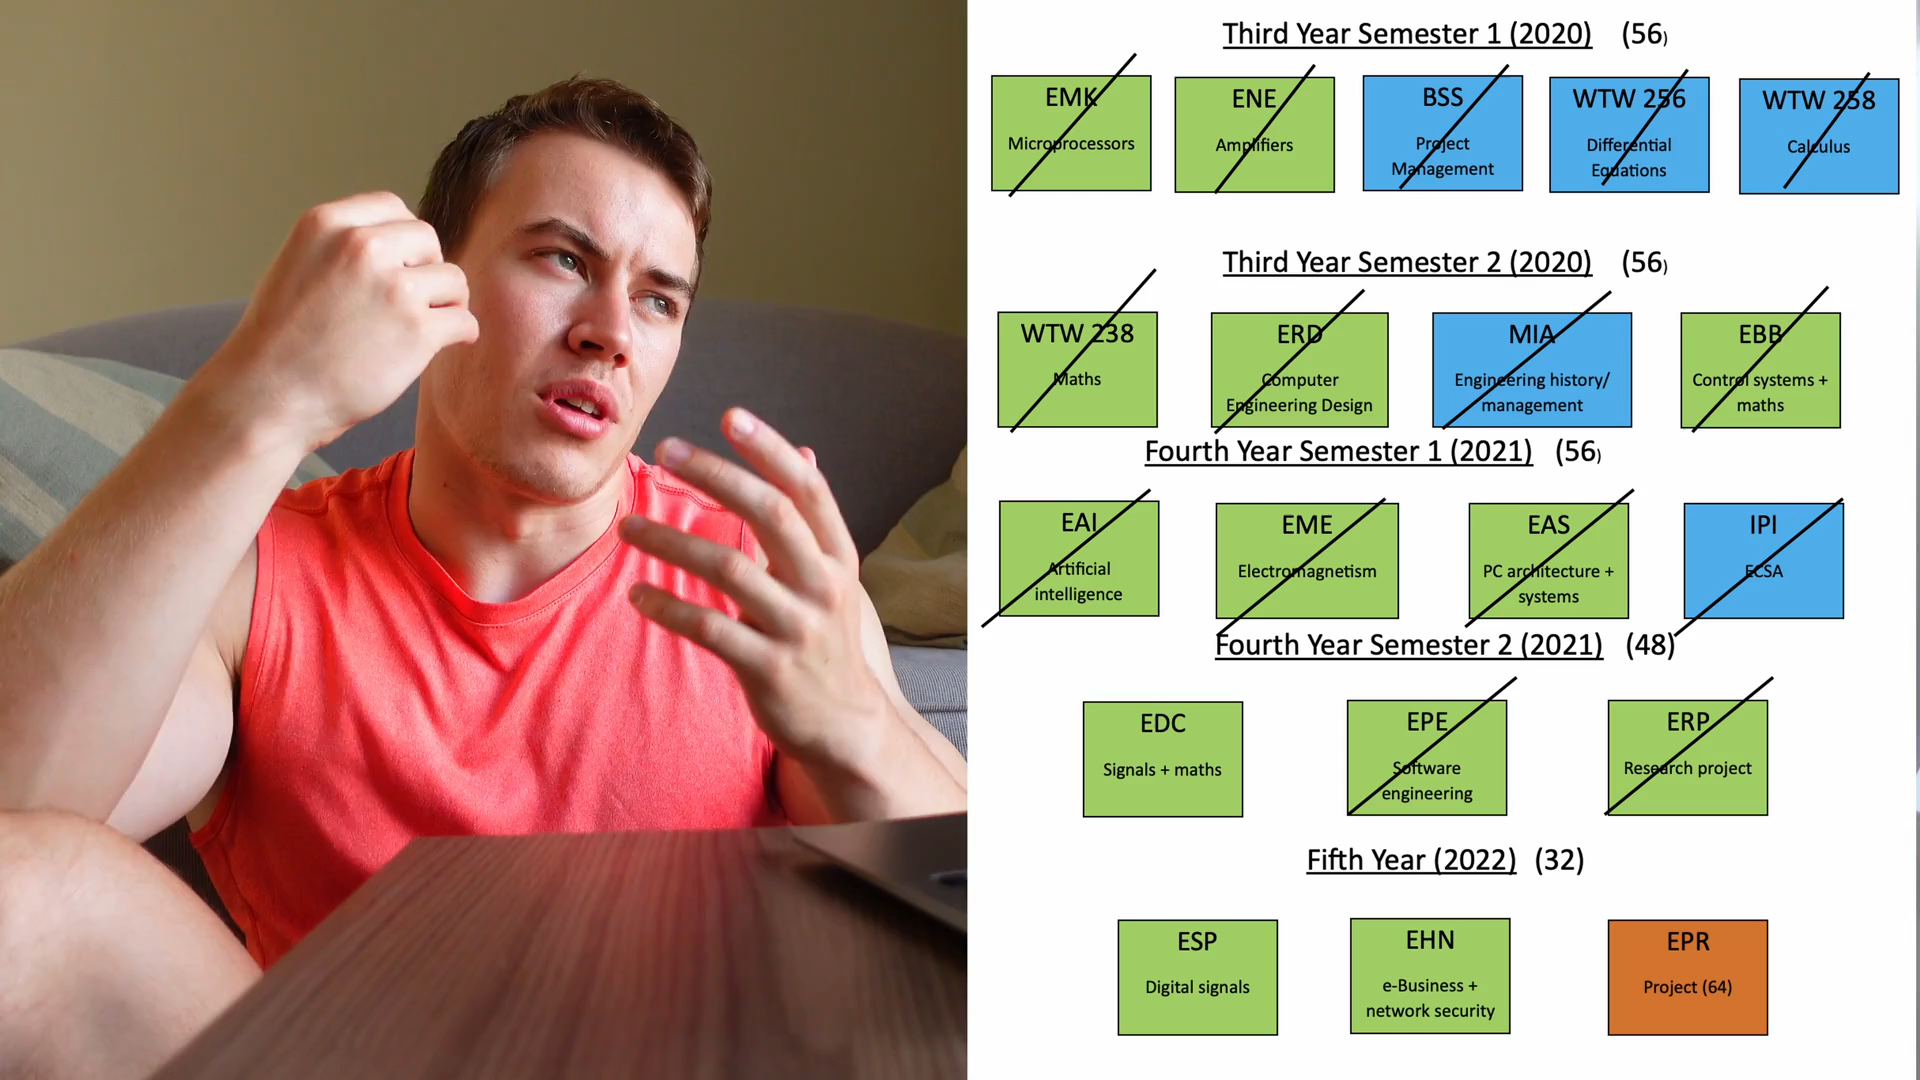 Third Year Semester 1 (2020) (56)
EMK ENE BSS WTW 256 WTW 258
Microprocessors Amplifiers Project Management Differential Equations Calculus
Third Year Semester 2 (2020) (56)
WTW 238 ERD MIA EBB
Maths Computer Engineering Design Engineering history/ management Control systems + maths
Fourth Year Semester 1 (2021) (56)
EAI EME EAS IPI
Artificial intelligence Electromagnetism PC architecture + systems ECSA
Fourth Year Semester 2 (2021) (48)
EDC EPE ERP
Signals + maths Software engineering Research project
Fifth Year (2022) (32)
ESP EHN EPR
Digital signals e-Business + network security Project (64)